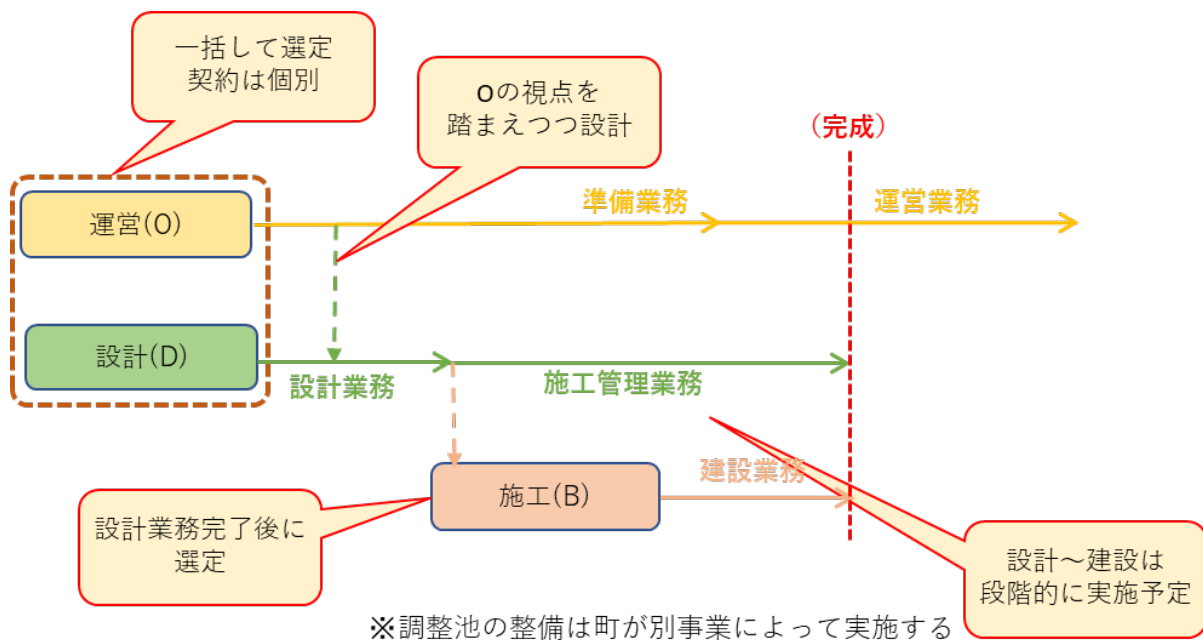 一括して選定
契約は個別
Oの視点を
踏まえつつ設計
(完成)
運営(O)
準備業務
運営業務
設計(D)
設計業務
施工管理業務
施工(B)
建設業務
設計業務完了後に
選定
設計～建設は
段階的に実施予定
※調整池の整備は町が別事業によって実施する